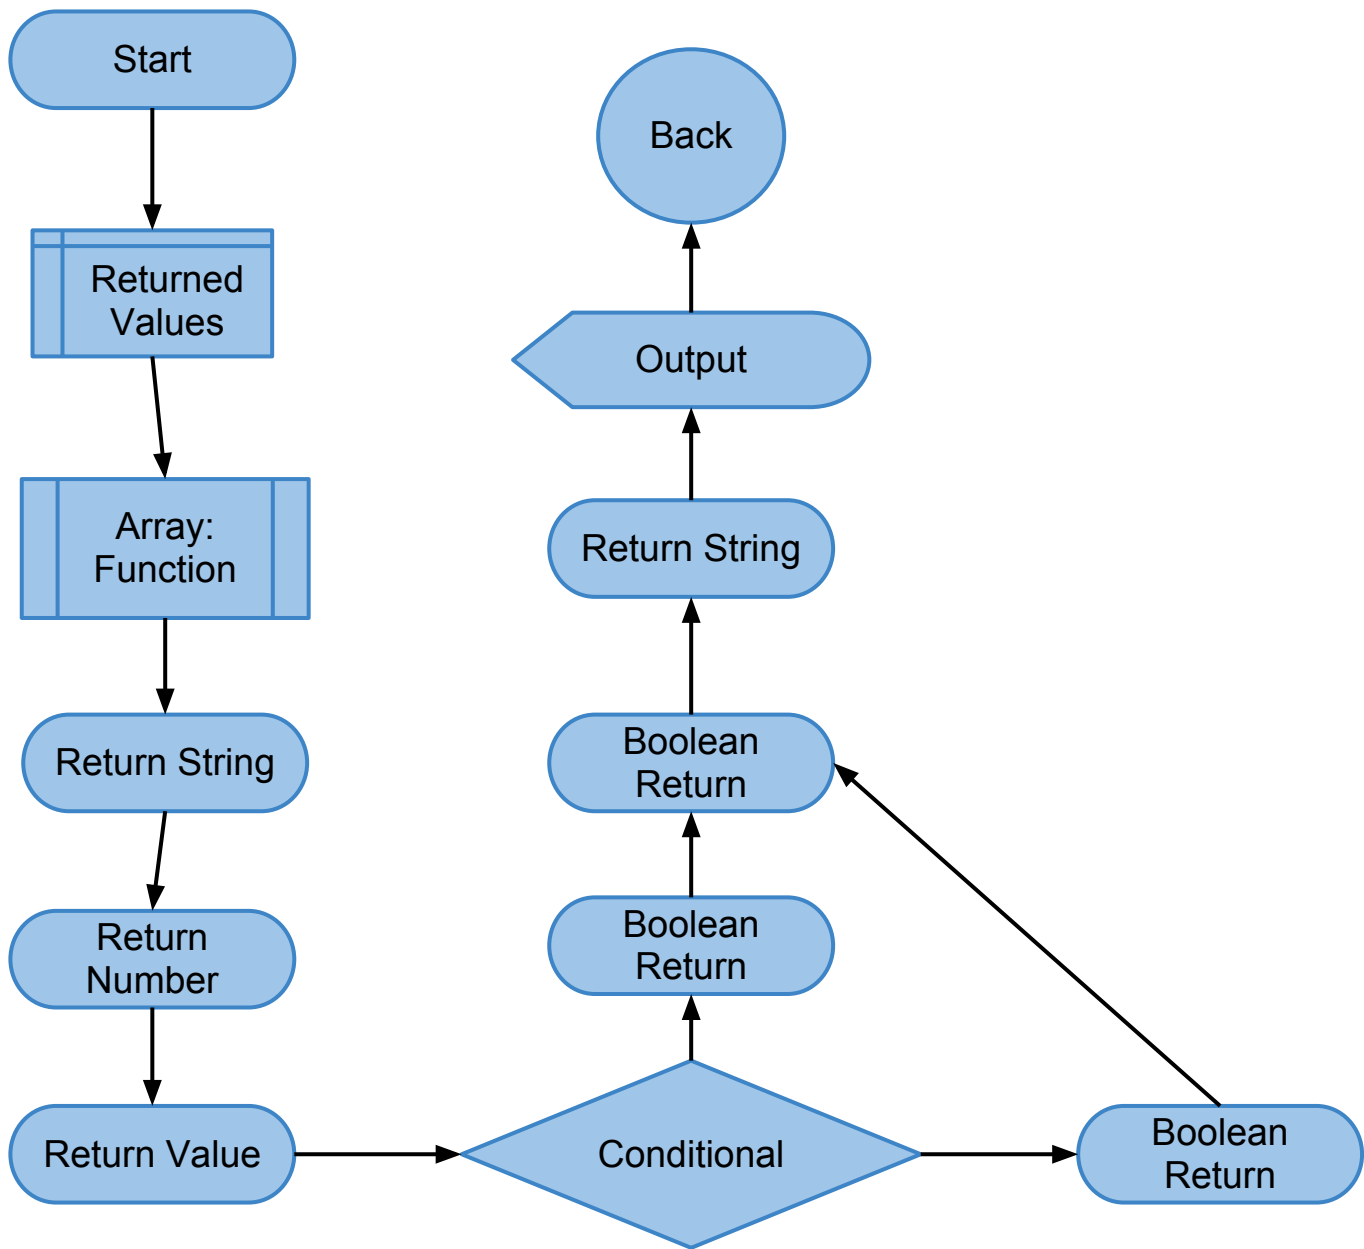 Start
Returned
Values
Array:
Function
Return String
Return
Number
Return Value
Conditional
Boolean
Return
Boolean
Return
Boolean
Return
Return String
Output
Back